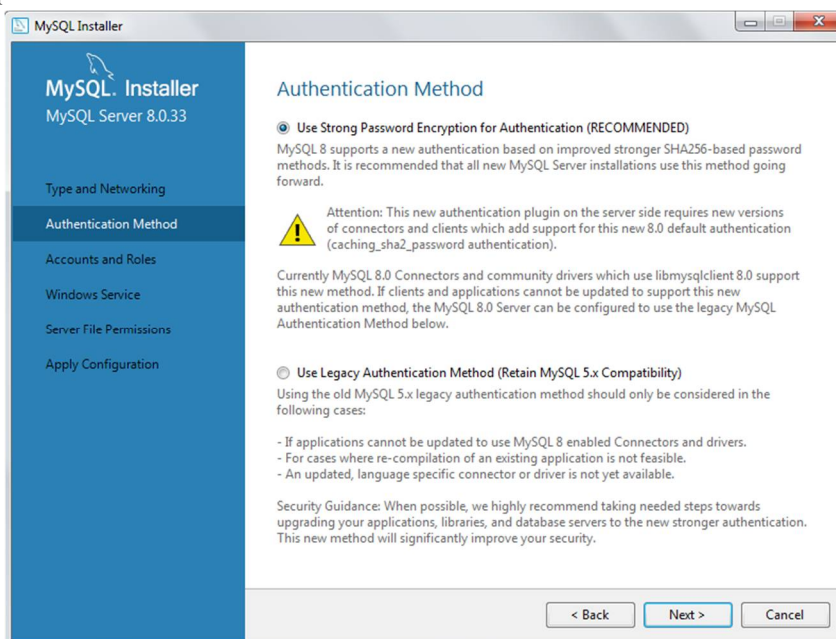 MySQL Installer
MySQL. Installer
MySQL Server 8.0.33
Type and Networking
Authentication Method
Accounts and Roles
Windows Service
Server File Permissions
Apply Configuration
Authentication Method
Use Strong Password Encryption for Authentication (RECOMMENDED)
MySQL 8 supports a new authentication based on improved stronger SHA256-based password
methods. It is recommended that all new MySQL Server installations use this method going
forward.
Attention: This new authentication plugin on the server side requires new versions
of connectors and clients which add support for this new 8.0 default authentication
(caching_sha2_password authentication).
Currently MySQL 8.0 Connectors and community drivers which use libmysqlclient 8.0 support
this new method. If clients and applications cannot be updated to support this new
authentication method, the MySQL 8.0 Server can be configured to use the legacy MySQL
Authentication Method below.
Use Legacy Authentication Method (Retain MySQL 5.x Compatibility)
Using the old MySQL 5.x legacy authentication method should only be considered in the
following cases:
- If applications cannot be updated to use MySQL 8 enabled Connectors and drivers.
- For cases where re-compilation of an existing application is not feasible.
- An updated, language specific connector or driver is not yet available.
Security Guidance: When possible, we highly recommend taking needed steps towards
upgrading your applications, libraries, and database servers to the new stronger authentication.
This new method will significantly improve your security.
< Back
Next >
Cancel